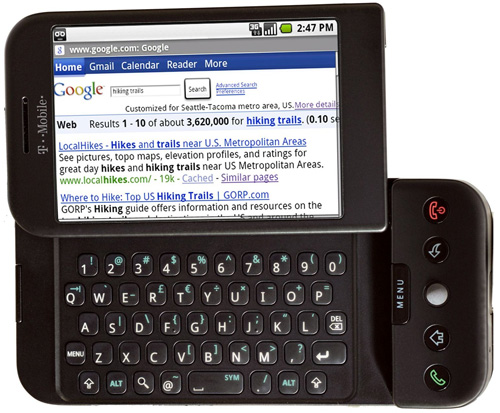 2:47 PM
www.google.com: Google
Home Gmail Calendar Reader More
Google hiking trails Search Advanced Search
Preferences
Customized for Seattle-Tacoma metro area, US. More details
Web Results 1 - 10 of about 3,620,000 for hiking trails. (0.10 se
LocalHikes - Hikes and trails near U.S. Metropolitan Areas
See pictures, topo maps, elevation profiles, and ratings for
great day hikes and hiking trails near US Metropolitan Areas.
www.localhikes.com/ - 19k - Cached - Similar pages
Where to Hike: Top US Hiking Trails | GORP.com
GORP's Hiking guide offers information and resources on the
T··Mobile·
MENU
1 ! 2 @ 3 # 4 $ 5 % 6 ^ 7 & 8 * 9 ( 0 )
Q W E R T Y U I O P
A S D F G H J K L DEL
MENU Z X C V B N M , ?
ALT @ ~ SYM . / ALT